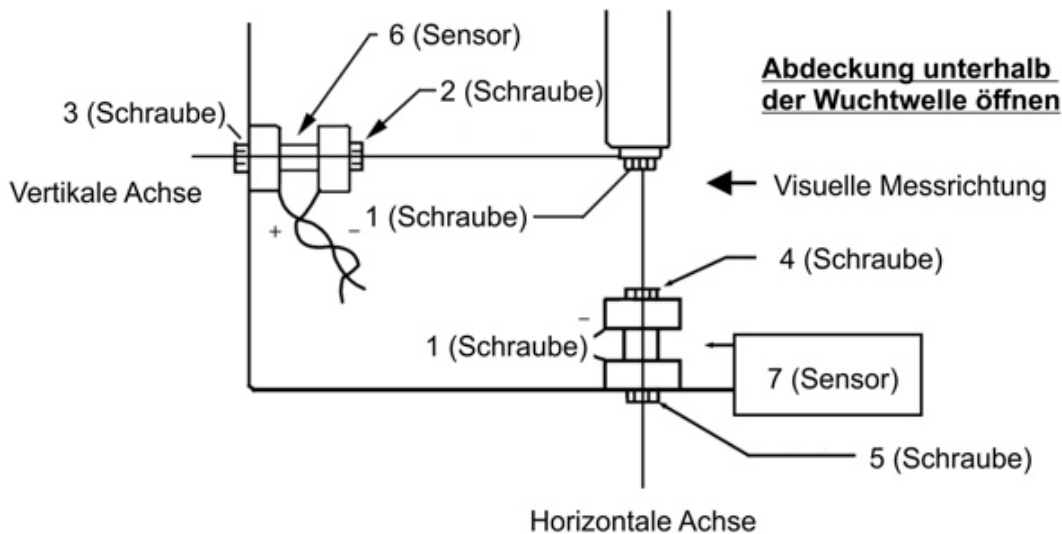 6 (Sensor)
Abdeckung unterhalb
der Wuchtwelle öffnen
2 (Schraube)
3 (Schraube)
Vertikale Achse
Visuelle Messrichtung
1 (Schraube)
+ −
4 (Schraube)
−
1 (Schraube)
7 (Sensor)
5 (Schraube)
Horizontale Achse